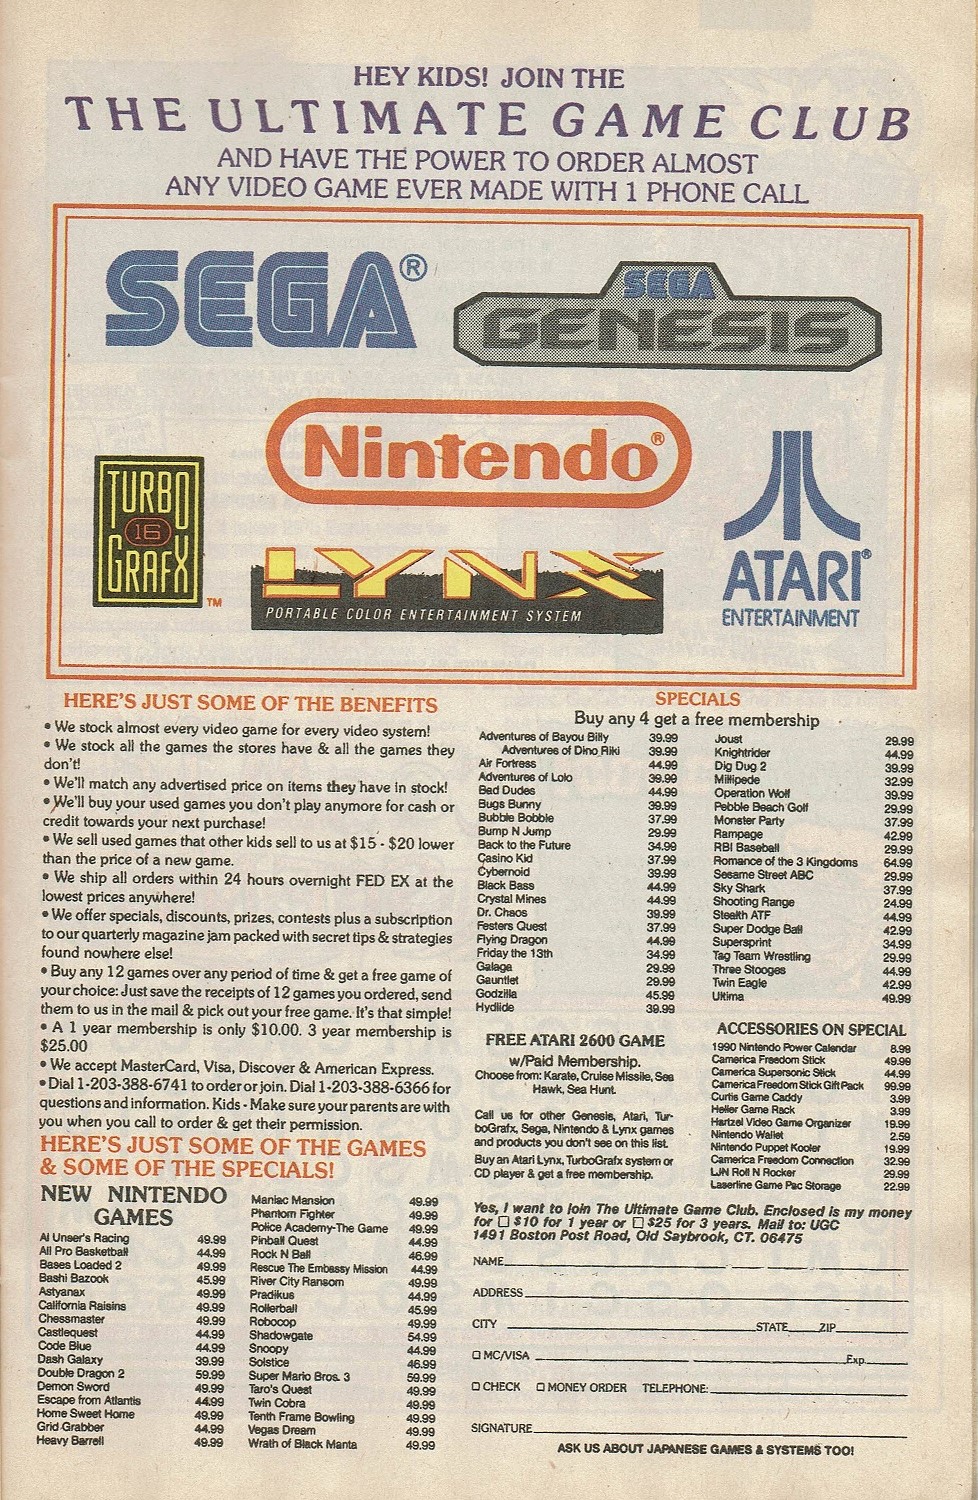 HEY KIDS! JOIN THE
THE ULTIMATE GAME CLUB
AND HAVE THE POWER TO ORDER ALMOST
ANY VIDEO GAME EVER MADE WITH 1 PHONE CALL
SEGA®
SEGA
GENESIS
Nintendo®
TURBO
16
GRAFX
TM
LYNX
PORTABLE COLOR ENTERTAINMENT SYSTEM
ATARI®
ENTERTAINMENT
HERE'S JUST SOME OF THE BENEFITS
• We stock almost every video game for every video system!
• We stock all the games the stores have & all the games they
don't!
• We'll match any advertised price on items they have in stock!
• We'll buy your used games you don't play anymore for cash or
credit towards your next purchase!
• We sell used games that other kids sell to us at $15 - $20 lower
than the price of a new game.
• We ship all orders within 24 hours overnight FED EX at the
lowest prices anywhere!
• We offer specials, discounts, prizes, contests plus a subscription
to our quarterly magazine jam packed with secret tips & strategies
found nowhere else!
• Buy any 12 games over any period of time & get a free game of
your choice: Just save the receipts of 12 games you ordered, send
them to us in the mail & pick out your free game. It's that simple!
• A 1 year membership is only $10.00. 3 year membership is
$25.00
• We accept MasterCard, Visa, Discover & American Express.
• Dial 1-203-388-6741 to order or join. Dial 1-203-388-6366 for
questions and information. Kids - Make sure your parents are with
you when you call to order & get their permission.
HERE'S JUST SOME OF THE GAMES
& SOME OF THE SPECIALS!
NEW NINTENDO
GAMES
Al Unser's Racing 49.99
All Pro Basketball 44.99
Bases Loaded 2 49.99
Bashi Bazook 45.99
Astyanax 49.99
California Raisins 49.99
Chessmaster 49.99
Castlequest 44.99
Code Blue 44.99
Dash Galaxy 39.99
Double Dragon 2 59.99
Demon Sword 49.99
Escape from Atlantis 44.99
Home Sweet Home 49.99
Grid Grabber 44.99
Heavy Barrell 49.99
Maniac Mansion 49.99
Phantom Fighter 49.99
Police Academy-The Game 49.99
Pinball Quest 44.99
Rock N Ball 46.99
Rescue The Embassy Mission 44.99
River City Ransom 49.99
Pradikus 44.99
Rollerball 45.99
Robocop 49.99
Shadowgate 54.99
Snoopy 44.99
Solstice 46.99
Super Mario Bros. 3 59.99
Taro's Quest 49.99
Twin Cobra 49.99
Tenth Frame Bowling 49.99
Vegas Dream 49.99
Wrath of Black Manta 49.99
SPECIALS
Buy any 4 get a free membership
Adventures of Bayou Billy 39.99
Adventures of Dino Riki 39.99
Air Fortress 44.99
Adventures of Lolo 39.99
Bad Dudes 44.99
Bugs Bunny 39.99
Bubble Bobble 37.99
Bump N Jump 29.99
Back to the Future 34.99
Casino Kid 37.99
Cybernoid 39.99
Black Bass 44.99
Crystal Mines 44.99
Dr. Chaos 39.99
Festers Quest 37.99
Flying Dragon 44.99
Friday the 13th 34.99
Galaga 29.99
Gauntlet 29.99
Godzilla 45.99
Hydlide 39.99
Joust 29.99
Knightrider 44.99
Dig Dug 2 39.99
Millipede 32.99
Operation Wolf 39.99
Pebble Beach Golf 29.99
Monster Party 37.99
Rampage 42.99
RBI Baseball 29.99
Romance of the 3 Kingdoms 64.99
Sesame Street ABC 29.99
Sky Shark 37.99
Shooting Range 24.99
Stealth ATF 44.99
Super Dodge Ball 42.99
Supersprint 34.99
Tag Team Wrestling 29.99
Three Stooges 44.99
Twin Eagle 42.99
Ultima 49.99
FREE ATARI 2600 GAME
w/Paid Membership.
Choose from: Karate, Cruise Missile, Sea
Hawk, Sea Hunt.
Call us for other Genesis, Atari, Tur-
boGrafx, Sega, Nintendo & Lynx games
and products you don't see on this list.
Buy an Atari Lynx, TurboGrafx system or
CD player & get a free membership.
ACCESSORIES ON SPECIAL
1990 Nintendo Power Calendar 8.99
Camerica Freedom Stick 49.99
Camerica Supersonic Stick 44.99
Camerica Freedom Stick Gift Pack 99.99
Curtis Game Caddy 3.99
Heller Game Rack 3.99
Hartzel Video Game Organizer 19.99
Nintendo Wallet 2.59
Nintendo Puppet Kooler 19.99
Camerica Freedom Connection 32.99
LJN Roll N Rocker 29.99
Laserline Game Pac Storage 22.99
Yes, I want to join The Ultimate Game Club. Enclosed is my money
for ☐ $10 for 1 year or ☐ $25 for 3 years. Mail to: UGC
1491 Boston Post Road, Old Saybrook, CT. 06475
NAME
ADDRESS
CITY STATE ZIP
☐ MC/VISA Exp.
☐ CHECK ☐ MONEY ORDER TELEPHONE:
SIGNATURE
ASK US ABOUT JAPANESE GAMES & SYSTEMS TOO!